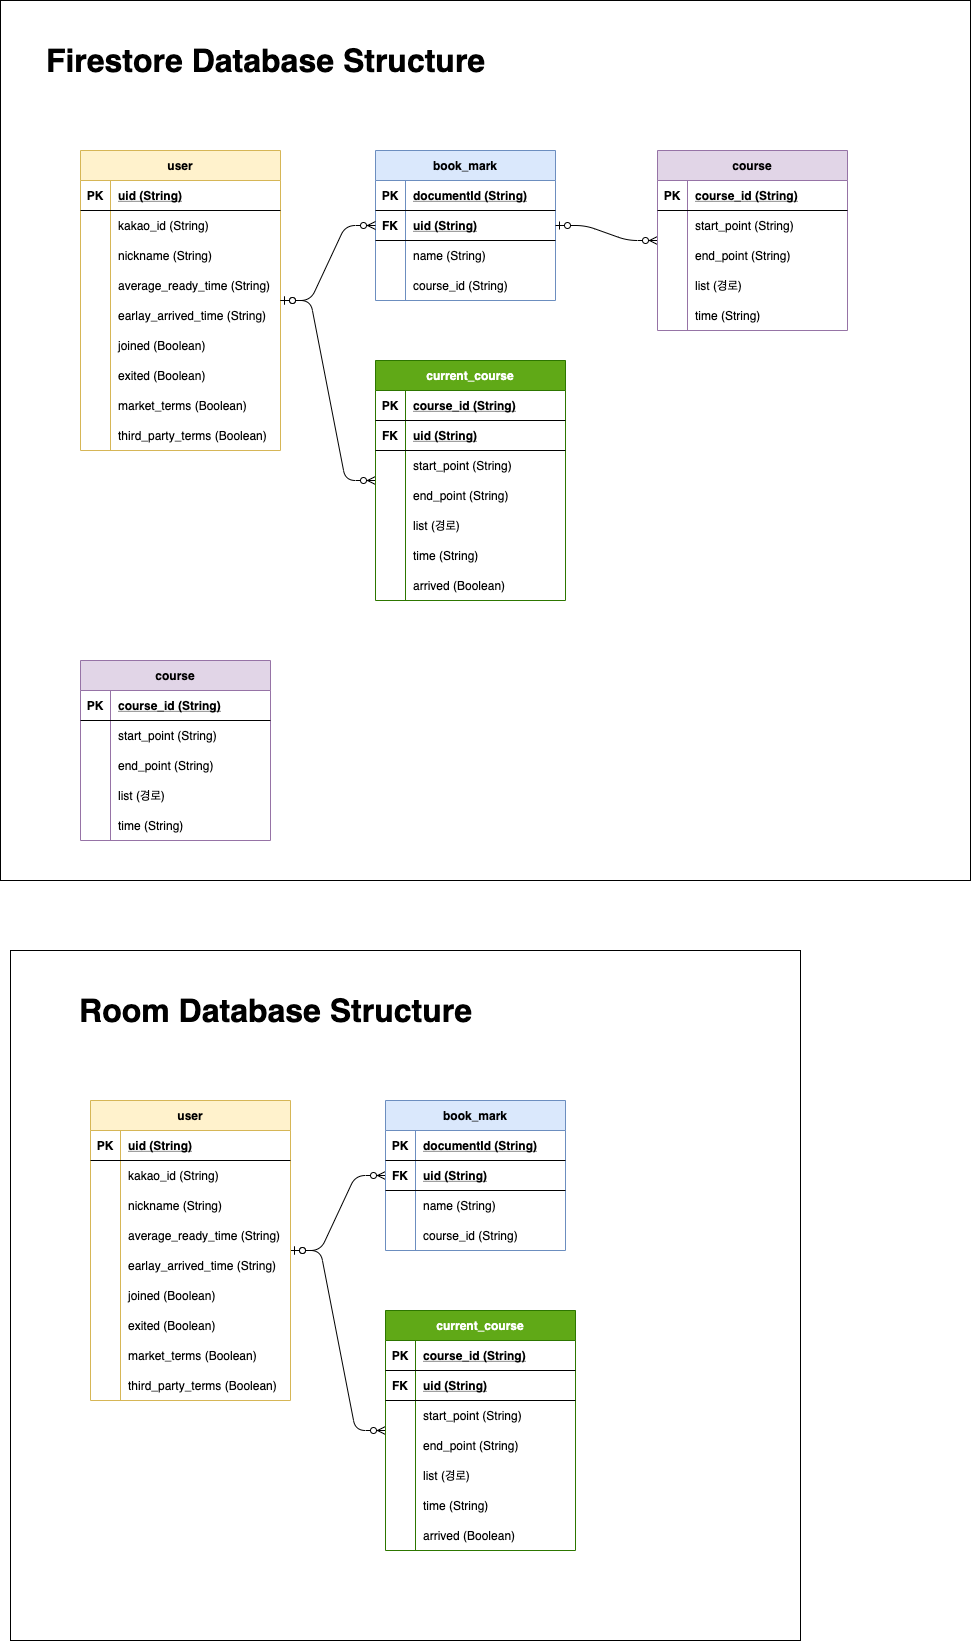 Firestore Database Structure
user
PK uid (String)
kakao_id (String)
nickname (String)
average_ready_time (String)
earlay_arrived_time (String)
joined (Boolean)
exited (Boolean)
market_terms (Boolean)
third_party_terms (Boolean)
book_mark
PK documentId (String)
FK uid (String)
name (String)
course_id (String)
course
PK course_id (String)
start_point (String)
end_point (String)
list (경로)
time (String)
current_course
PK course_id (String)
FK uid (String)
start_point (String)
end_point (String)
list (경로)
time (String)
arrived (Boolean)
course
PK course_id (String)
start_point (String)
end_point (String)
list (경로)
time (String)
Room Database Structure
user
PK uid (String)
kakao_id (String)
nickname (String)
average_ready_time (String)
earlay_arrived_time (String)
joined (Boolean)
exited (Boolean)
market_terms (Boolean)
third_party_terms (Boolean)
book_mark
PK documentId (String)
FK uid (String)
name (String)
course_id (String)
current_course
PK course_id (String)
FK uid (String)
start_point (String)
end_point (String)
list (경로)
time (String)
arrived (Boolean)